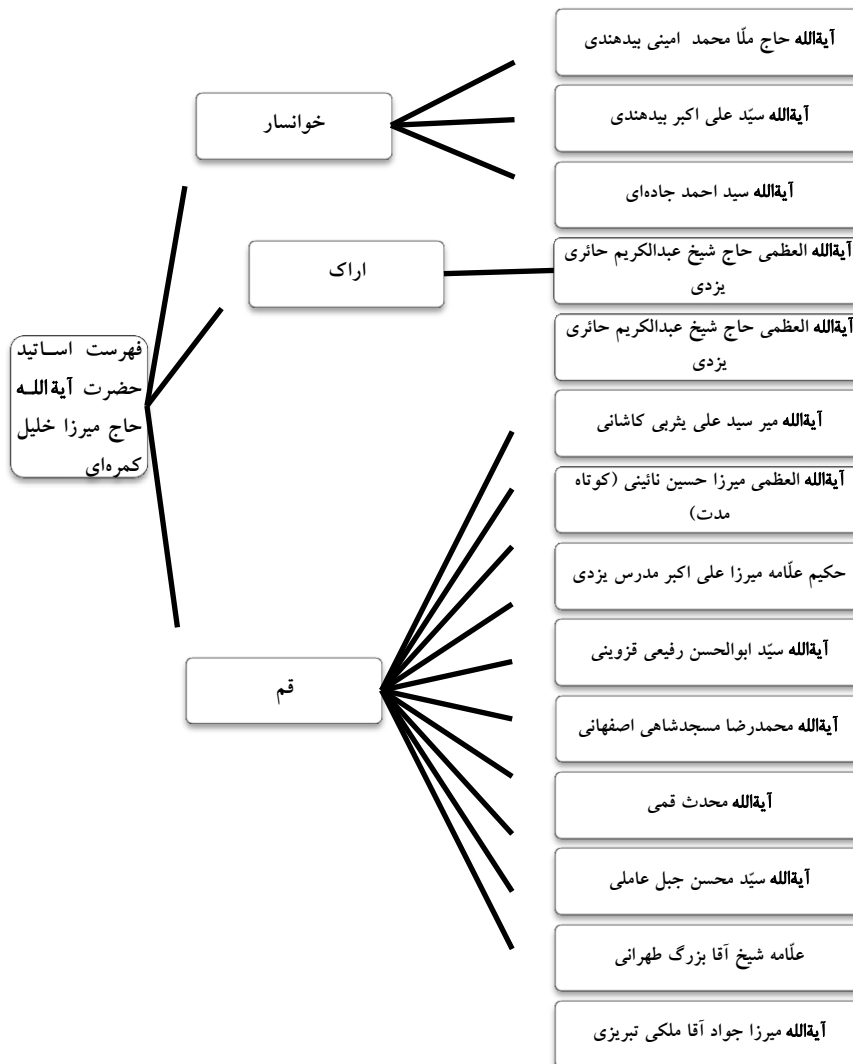 فهرست اساتید
حضرت آیةاللـه
حاج میرزا خلیل
کمره‌ای
خوانسار
آیةالله حاج ملّا محمد امینی بیدهندی
آیةالله سیّد علی اکبر بیدهندی
آیةالله سید احمد جاده‌ای
اراک
آیةالله العظمی حاج شیخ عبدالکریم حائری
یزدی
قم
آیةالله العظمی حاج شیخ عبدالکریم حائری
یزدی
آیةالله میر سید علی یثربی کاشانی
آیةالله العظمی میرزا حسین نائینی (کوتاه
مدت)
حکیم علّامه میرزا علی اکبر مدرس یزدی
آیةالله سیّد ابوالحسن رفیعی قزوینی
آیةالله محمدرضا مسجدشاهی اصفهانی
آیةالله محدث قمی
آیةالله سیّد محسن جبل عاملی
علّامه شیخ آقا بزرگ طهرانی
آیةالله میرزا جواد آقا ملکی تبریزی